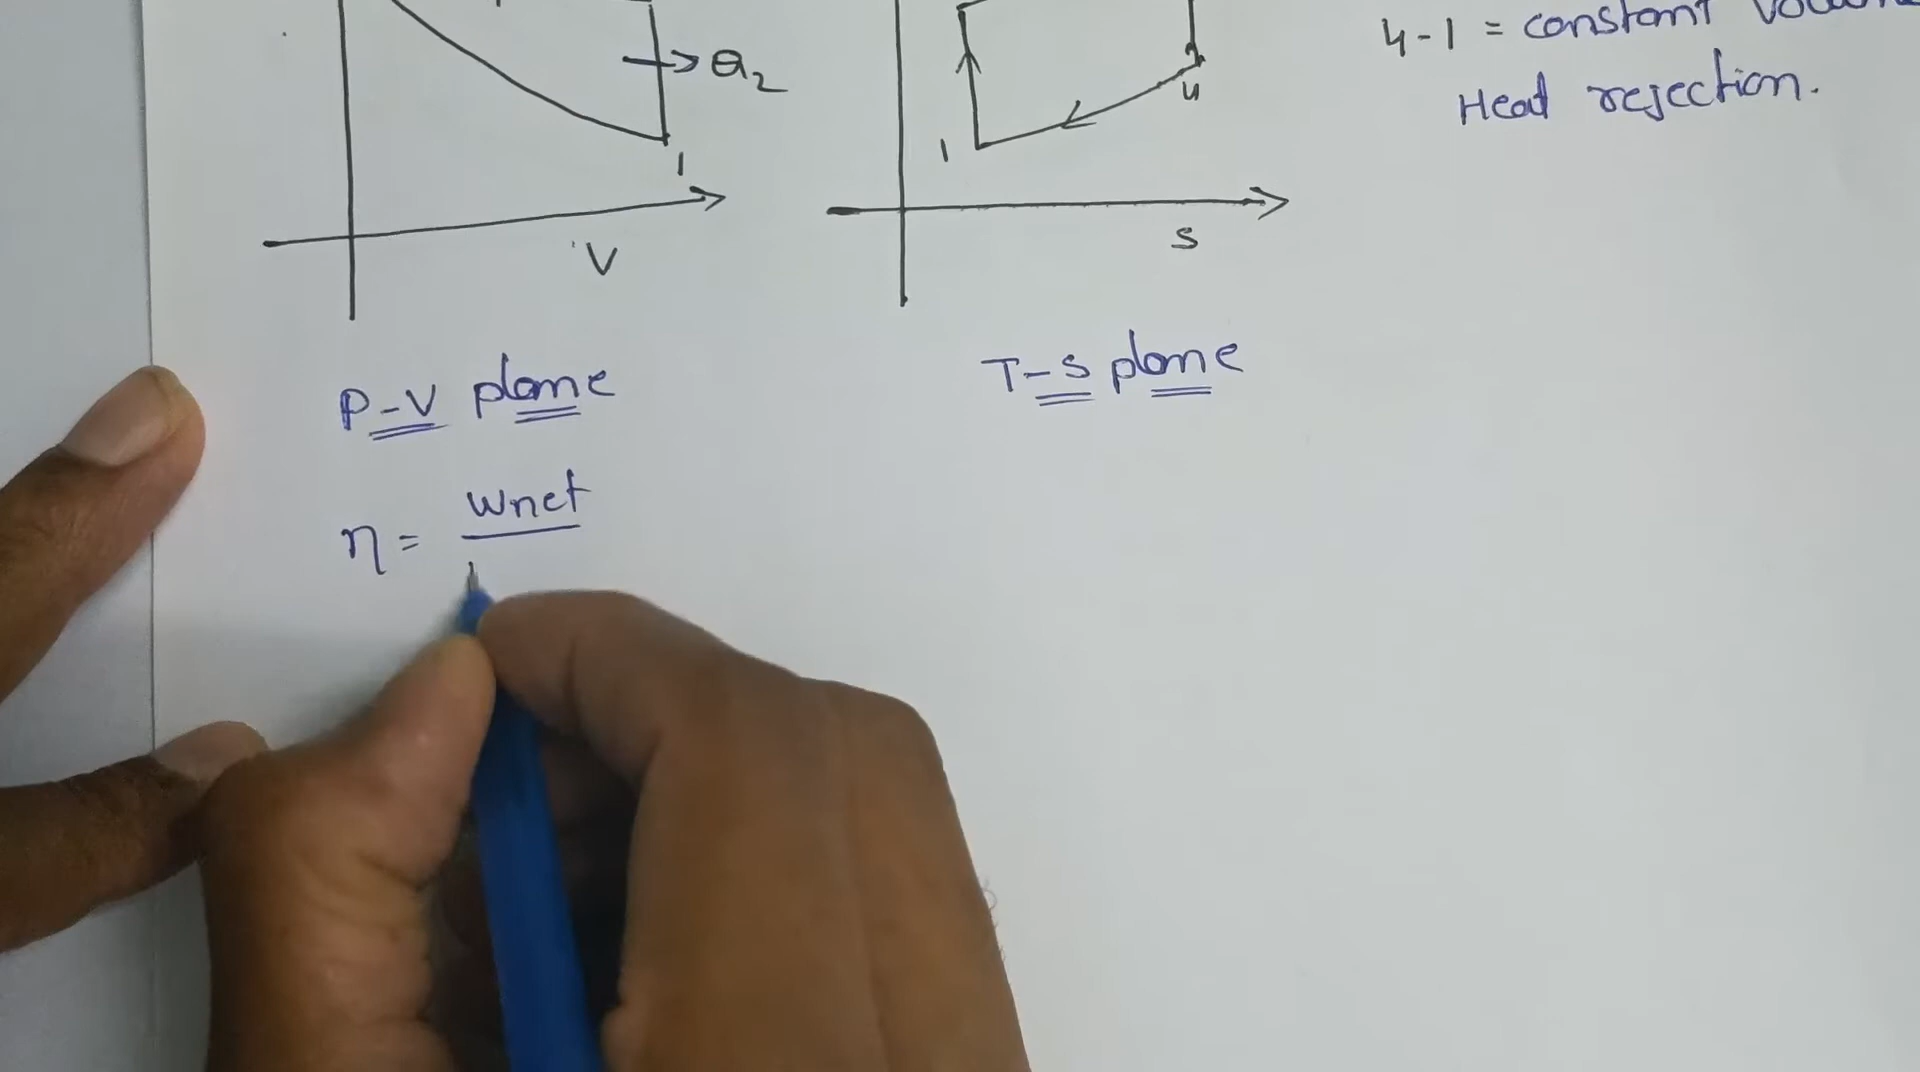 4-1 = constant
Heat rejection.
Q2
1
V
4
1
S
P-V plane
T-S plane
η = Wnet